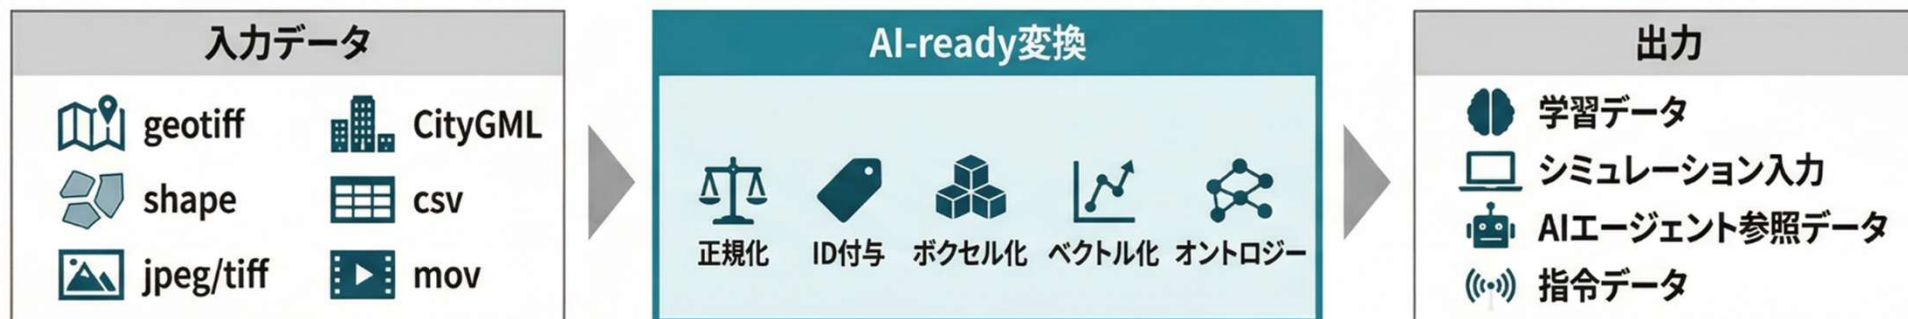 入力データ
geotiff
CityGML
shape
csv
jpeg/tiff
mov
AI-ready変換
正規化
ID付与
ボクセル化
ベクトル化
オントロジー
出力
学習データ
シミュレーション入力
AIエージェント参照データ
指令データ